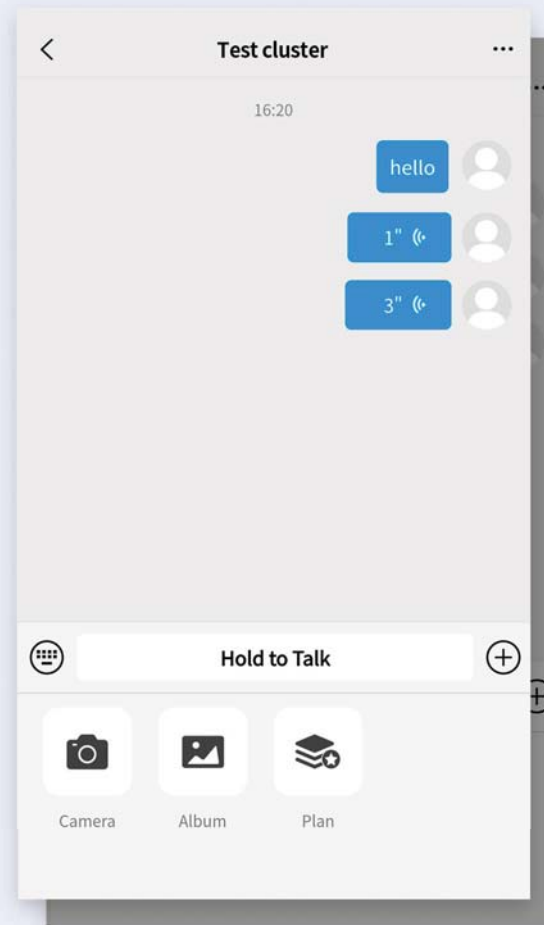 Test cluster
16:20
hello
1"
3"
Hold to Talk
Camera
Album
Plan